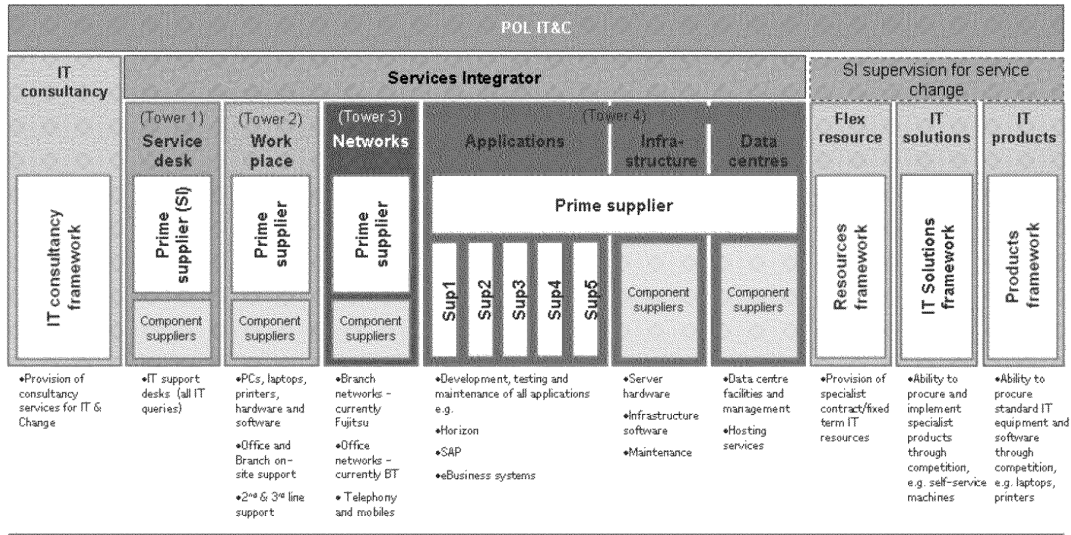 POL IT&C
IT
consultancy
Services Integrator
SI supervision for service
change
(Tower 1)
Service
desk
(Tower 2)
Work
place
(Tower 3)
Networks
(Tower 4)
Applications
Infra-
structure
Data
centres
Flex
resource
IT
solutions
IT
products
IT consultancy
framework
Prime
supplier (SI)
Component
suppliers
Prime
supplier
Component
suppliers
Prime
supplier
Component
suppliers
Prime supplier
Sup1
Sup2
Sup3
Sup4
Sup5
Component
suppliers
Component
suppliers
Resources
framework
IT Solutions
framework
Products
framework
♦Provision of
consultancy
services for IT &
Change
♦IT support
desks (all IT
queries)
♦PCs, laptops,
printers,
hardware and
software
♦Office and
Branch on-
site support
♦2nd & 3rd line
support
♦Branch
networks –
currently
Fujitsu
♦Office
networks –
currently BT
♦ Telephony
and mobiles
♦Development, testing and
maintenance of all applications
e.g.
♦Horizon
♦SAP
♦eBusiness systems
♦Server
hardware
♦Infrastructure
software
♦Maintenance
♦Data centre
facilities and
management
♦Hosting
services
♦Provision of
specialist
contract/fixed
term IT
resources
♦Ability to
procure and
implement
specialist
products
through
competition,
e.g. self-service
machines
♦Ability to
procure
standard IT
equipment and
software
through
competition,
e.g. laptops,
printers